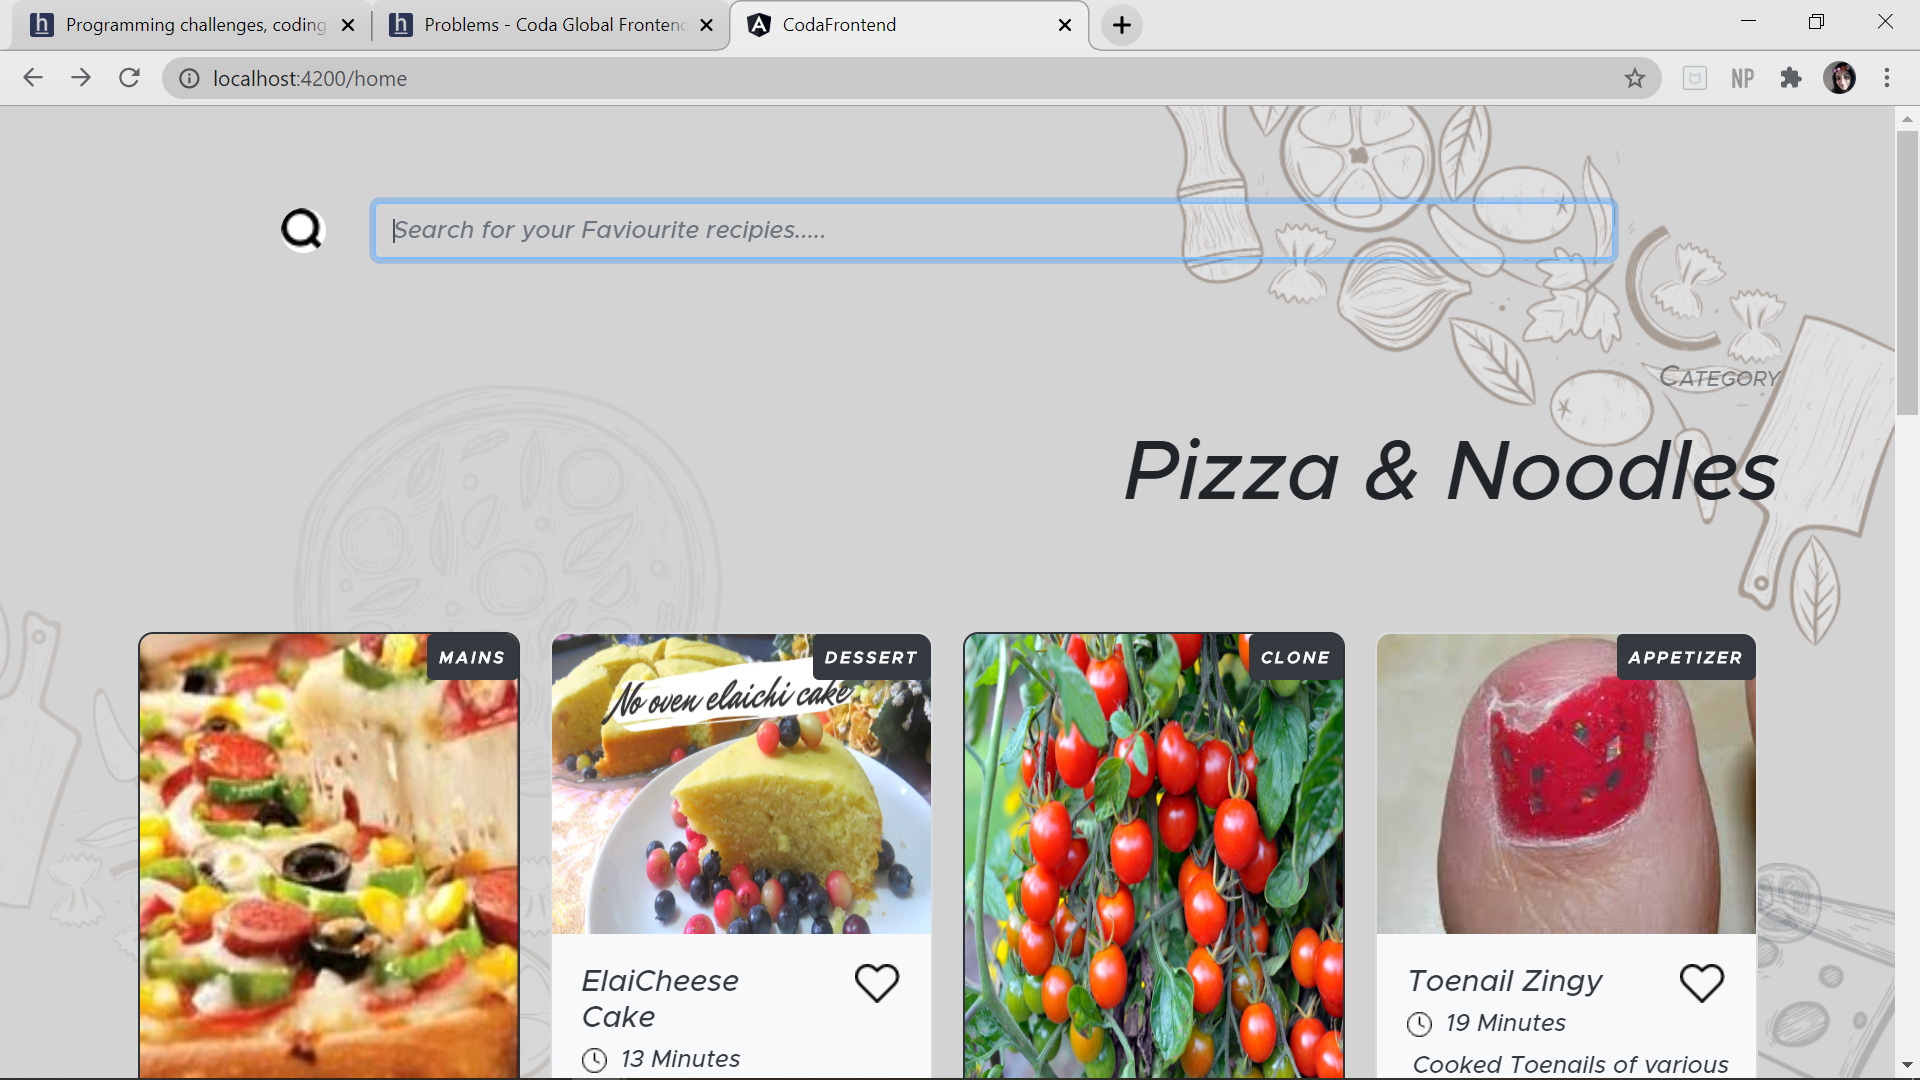 Programming challenges, coding
Problems - Coda Global Frontend
CodaFrontend
localhost:4200/home
NP
Search for your Faviourite recipies.....
CATEGORY
Pizza & Noodles
MAINS
DESSERT
CLONE
APPETIZER
No oven elaichi cake
ElaiCheese
Cake
13 Minutes
Toenail Zingy
19 Minutes
Cooked Toenails of various